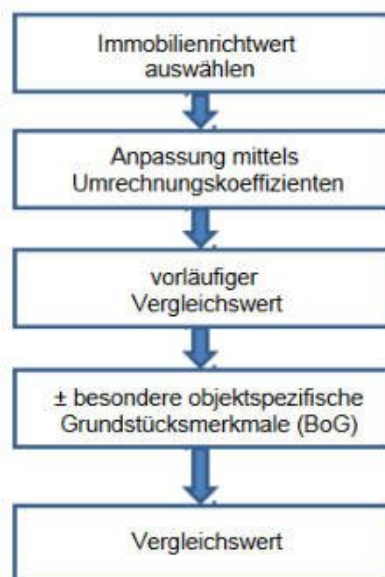 Immobilienrichtwert
auswählen
Anpassung mittels
Umrechnungskoeffizienten
vorläufiger
Vergleichswert
± besondere objektspezifische
Grundstücksmerkmale (BoG)
Vergleichswert